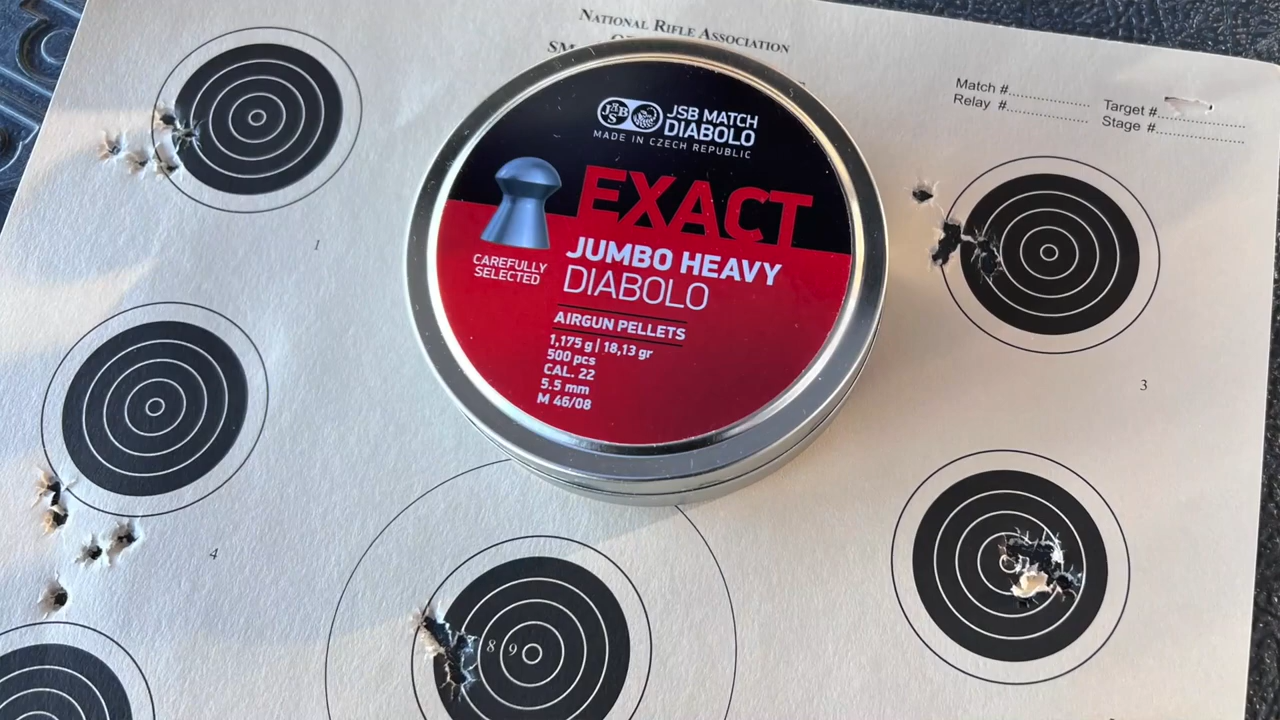 NATIONAL RIFLE ASSOCIATION
Match #
Relay #
Target #
Stage #
JSB
JSB MATCH
DIABOLO
MADE IN CZECH REPUBLIC
EXACT
JUMBO HEAVY
DIABOLO
CAREFULLY
SELECTED
AIRGUN PELLETS
1,175 g | 18,13 gr
500 pcs
CAL. 22
5.5 mm
M 46/08
1
3
4
8 9